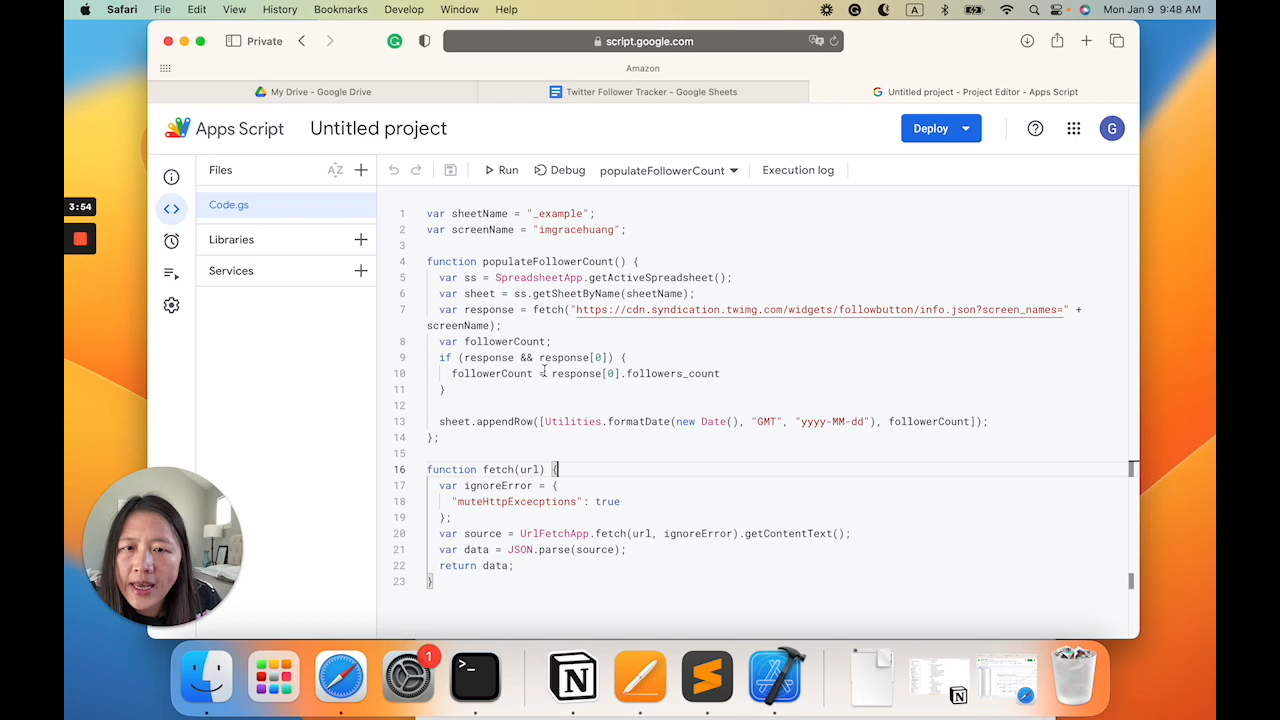 Safari File Edit View History Bookmarks Develop Window Help A Mon Jan 9 9:48 AM
Private script.google.com
Amazon
My Drive - Google Drive Twitter Follower Tracker - Google Sheets Untitled project - Project Editor - Apps Script
Apps Script Untitled project Deploy G
Files AZ Run Debug populateFollowerCount Execution log
3:54
Code.gs
Libraries
Services
1 var sheetName = "_example";
2 var screenName = "imgracehuang";
3
4 function populateFollowerCount() {
5 var ss = SpreadsheetApp.getActiveSpreadsheet();
6 var sheet = ss.getSheetByName(sheetName);
7 var response = fetch("https://cdn.syndication.twimg.com/widgets/followbutton/info.json?screen_names=" +
screenName);
8 var followerCount;
9 if (response && response[0]) {
10 followerCount = response[0].followers_count
11 }
12
13 sheet.appendRow([Utilities.formatDate(new Date(), "GMT", "yyyy-MM-dd"), followerCount]);
14 };
15
16 function fetch(url) {
17 var ignoreError = {
18 "muteHttpExcecptions": true
19 };
20 var source = UrlFetchApp.fetch(url, ignoreError).getContentText();
21 var data = JSON.parse(source);
22 return data;
23 }
1